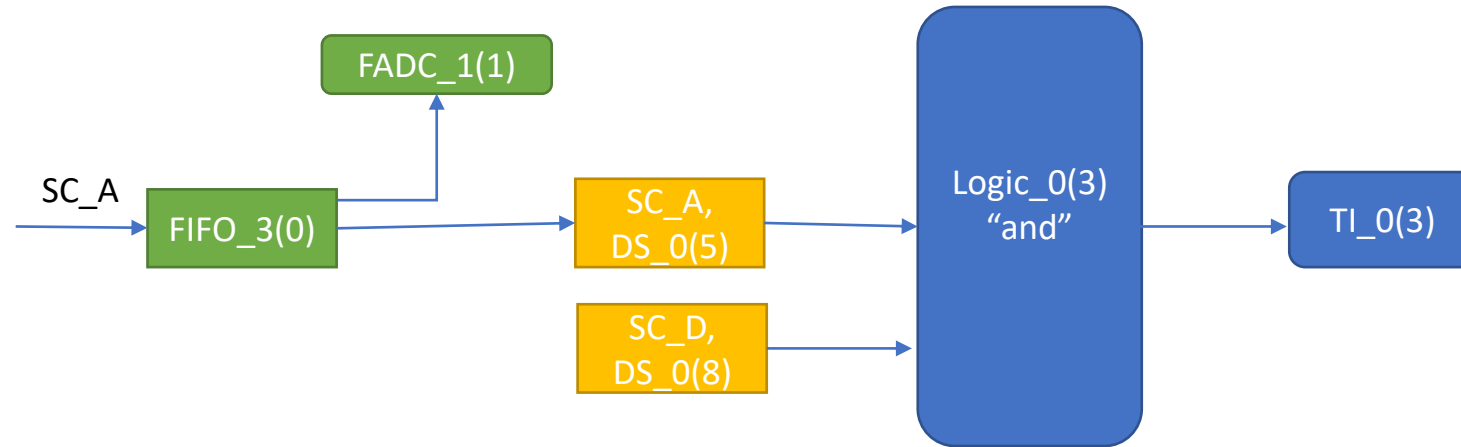 FADC_1(1)
SC_A
FIFO_3(0)
SC_A,
DS_0(5)
SC_D,
DS_0(8)
Logic_0(3)
“and”
TI_0(3)